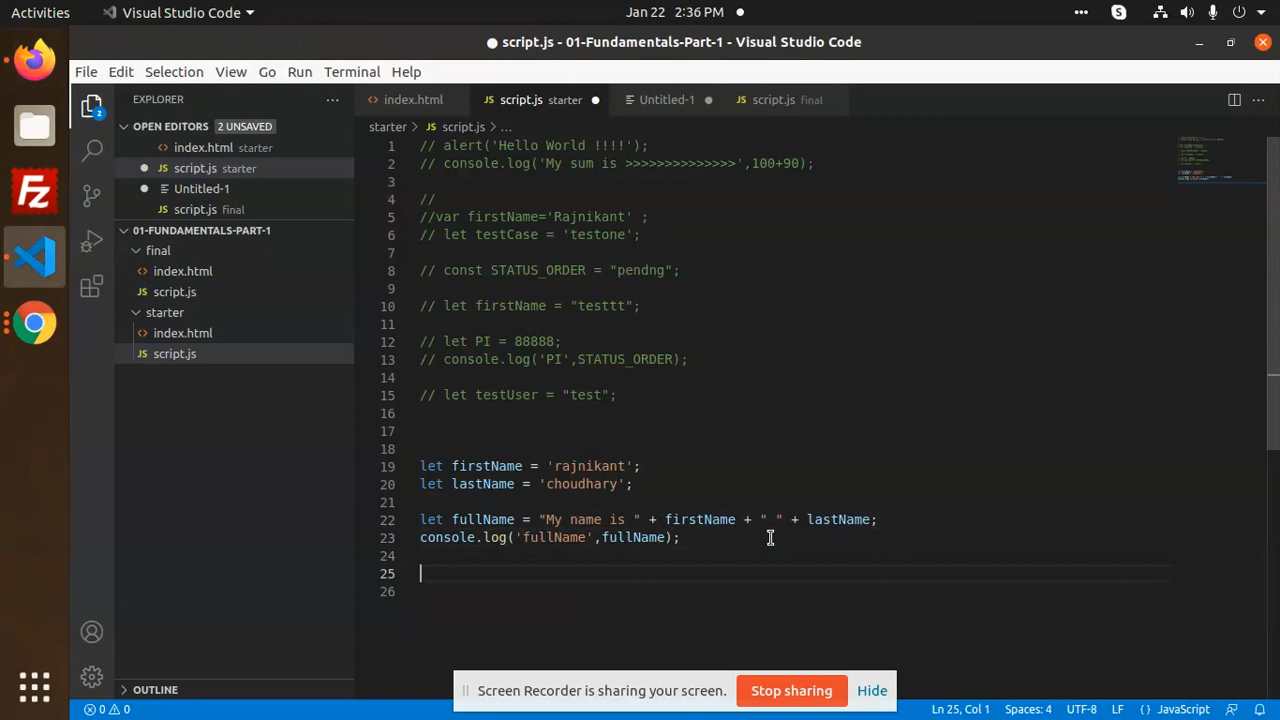 Activities
Visual Studio Code
Jan 22 2:36 PM
script.js - 01-Fundamentals-Part-1 - Visual Studio Code
File Edit Selection View Go Run Terminal Help
EXPLORER
OPEN EDITORS 2 UNSAVED
index.html starter
script.js starter
Untitled-1
script.js final
01-FUNDAMENTALS-PART-1
final
index.html
script.js
starter
index.html
script.js
OUTLINE
index.html
JS script.js starter
Untitled-1
JS script.js final
starter > JS script.js > ...
1 // alert('Hello World !!!!');
2 // console.log('My sum is >>>>>>>>>>>>>>',100+90);
3
4 //
5 //var firstName='Rajnikant' ;
6 // let testCase = 'testone';
7
8 // const STATUS_ORDER = "pendng";
9
10 // let firstName = "testtt";
11
12 // let PI = 88888;
13 // console.log('PI',STATUS_ORDER);
14
15 // let testUser = "test";
16
17
18
19 let firstName = 'rajnikant';
20 let lastName = 'choudhary';
21
22 let fullName = "My name is " + firstName + " " + lastName;
23 console.log('fullName',fullName);
24
25
26
Screen Recorder is sharing your screen. Stop sharing Hide
0 0
Ln 25, Col 1 Spaces: 4 UTF-8 LF {} JavaScript